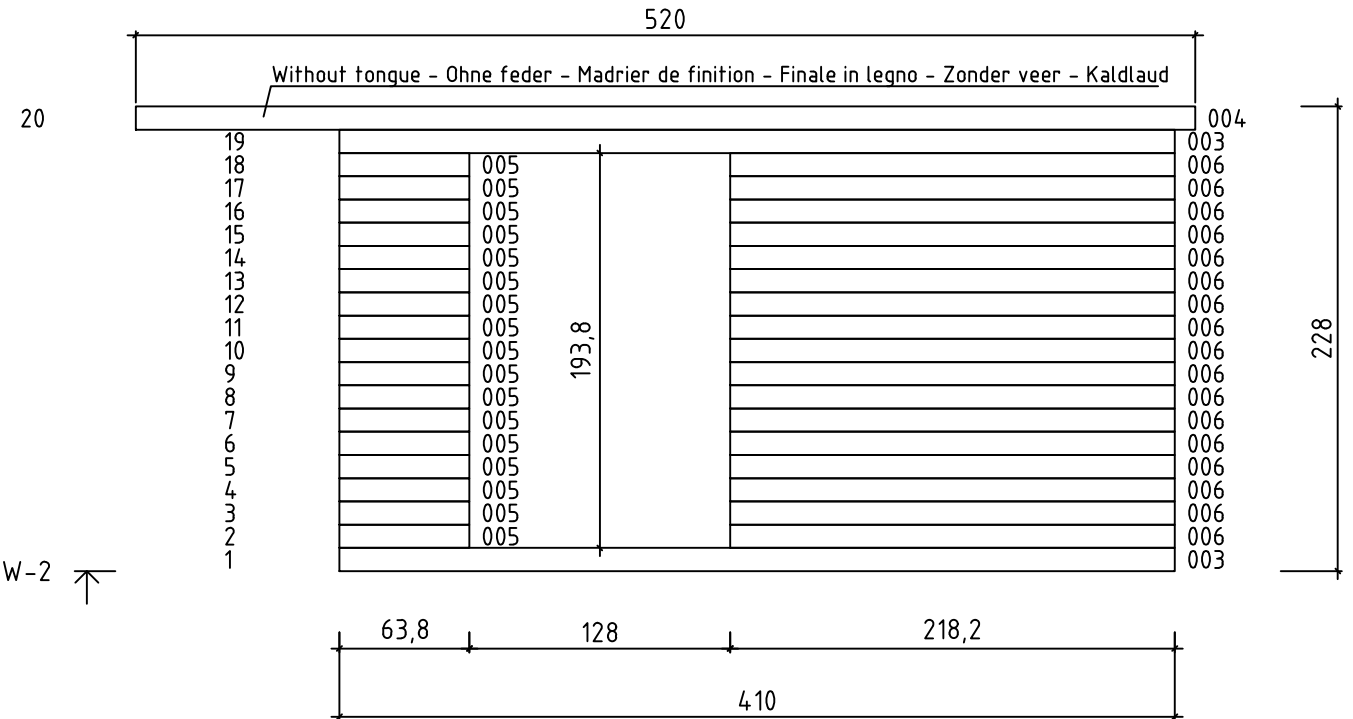 520
Without tongue - Ohne feder - Madrier de finition - Finale in legno - Zonder veer - Kaldlaud
20 004
19 003
18 005 006
17 005 006
16 005 006
15 005 006
14 005 006
13 005 006
12 005 006
11 005 006
10 005 006
9 005 006
8 005 006
7 005 006
6 005 006
5 005 006
4 005 006
3 005 006
2 005 006
1 003
193,8
228
W-2
63,8 128 218,2
410